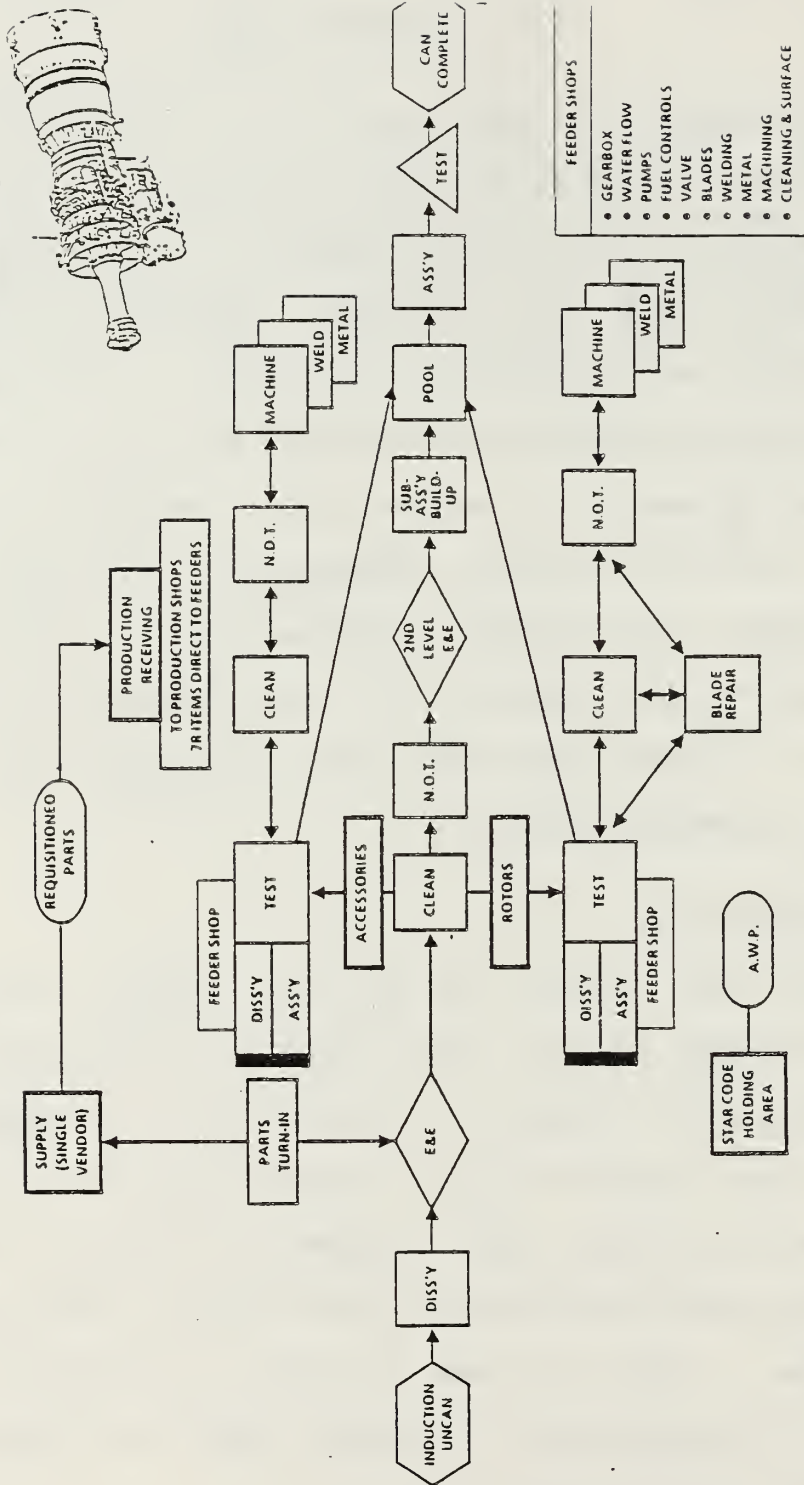 SUPPLY
(SINGLE
VENDOR)
REQUISITIONEO
PARTS
PRODUCTION
RECEIVING
TO PRODUCTION SHOPS
7R ITEMS DIRECT TO FEEDERS
PARTS
TURN-IN
FEEDER SHOP
DISS'Y
ASS'Y
TEST
CLEAN
N.D.T.
MACHINE
WELD
METAL
ACCESSORIES
INDUCTION
UNCAN
DISS'Y
E&E
CLEAN
N.O.T.
2ND
LEVEL
E&E
SUB-
ASS'Y
BUILD-
UP
POOL
ASS'Y
TEST
CAN
COMPLETE
ROTORS
OISS'Y
ASS'Y
TEST
FEEDER SHOP
CLEAN
N.O.T.
MACHINE
WELD
METAL
BLADE
REPAIR
STAR CODE
HOLDING
AREA
A.W.P.
FEEDER SHOPS
• GEARBOX
• WATER FLOW
• PUMPS
• FUEL CONTROLS
• VALVE
• BLADES
• WELDING
• METAL
• MACHINING
• CLEANING & SURFACE